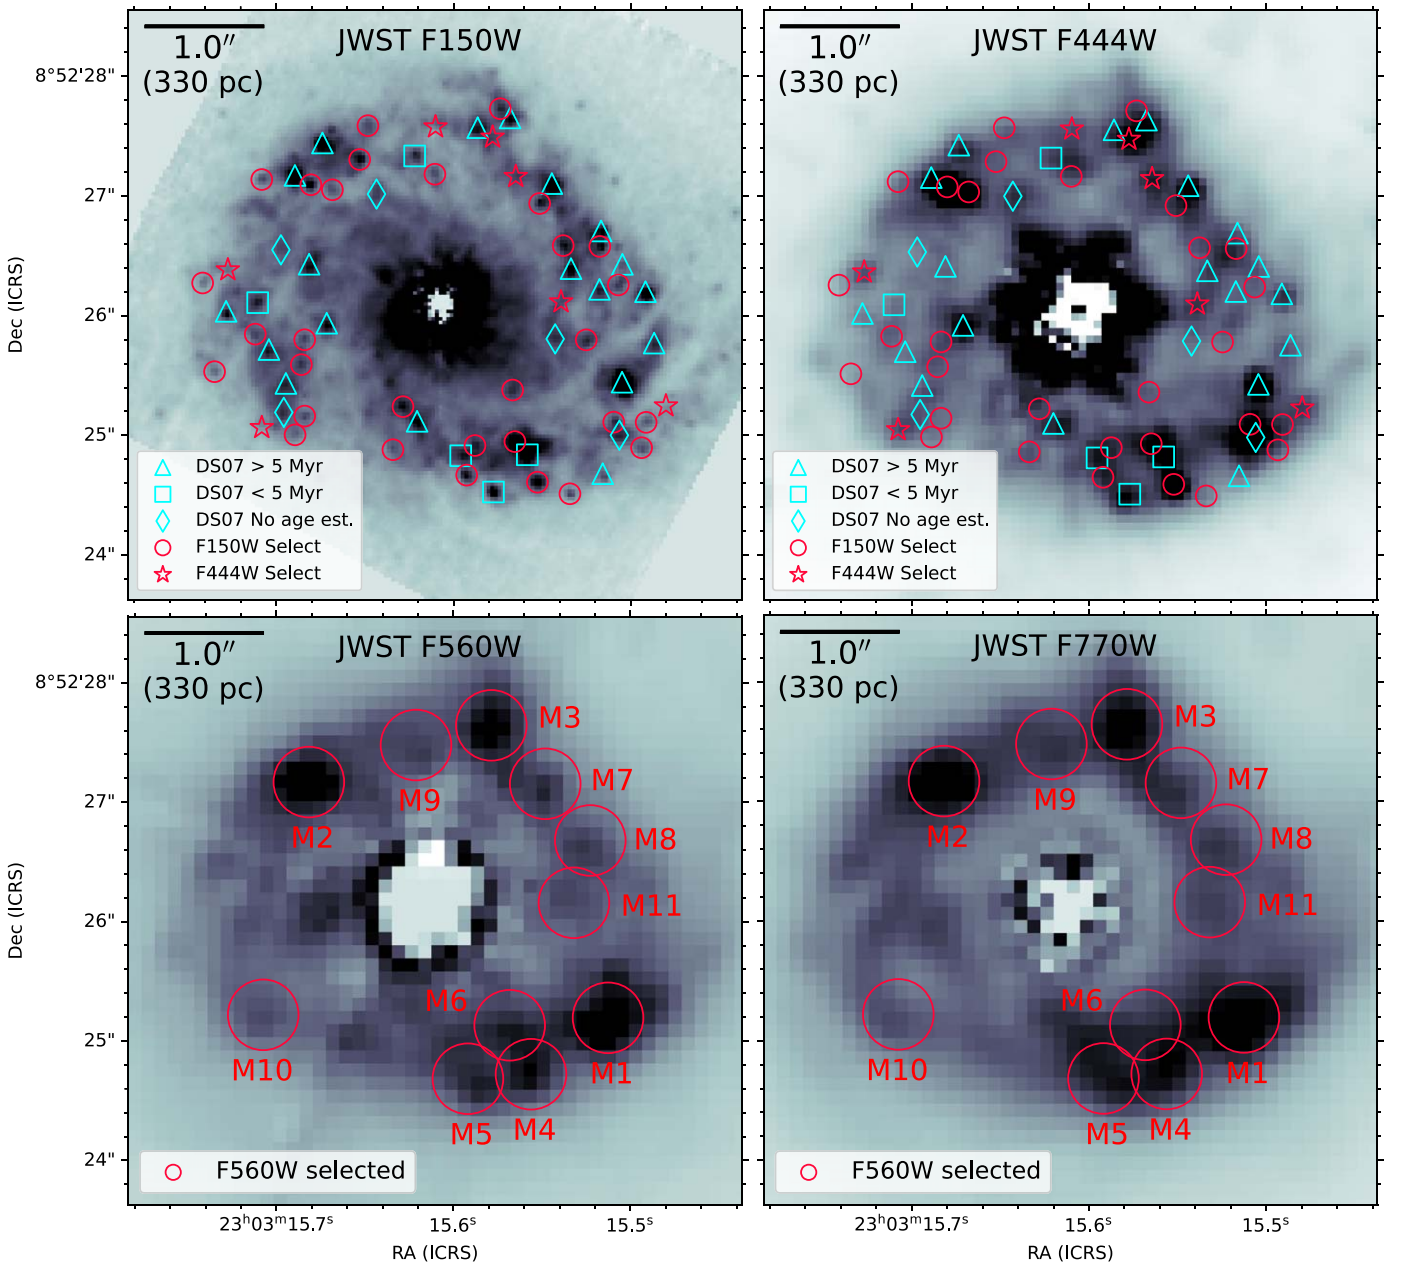 JWST F150W
1.0″
(330 pc)
8°52'28"
27"
26"
25"
24"
Dec (ICRS)
DS07 > 5 Myr
DS07 < 5 Myr
DS07 No age est.
F150W Select
F444W Select
JWST F444W
1.0″
(330 pc)
DS07 > 5 Myr
DS07 < 5 Myr
DS07 No age est.
F150W Select
F444W Select
JWST F560W
1.0″
(330 pc)
8°52'28"
27"
26"
25"
24"
Dec (ICRS)
M3
M9
M7
M2
M8
M11
M6
M10
M1
M5
M4
F560W selected
23ʰ03ᵐ15.7ˢ
15.6ˢ
15.5ˢ
RA (ICRS)
JWST F770W
1.0″
(330 pc)
M3
M9
M7
M2
M8
M11
M6
M10
M1
M5
M4
F560W selected
23ʰ03ᵐ15.7ˢ
15.6ˢ
15.5ˢ
RA (ICRS)